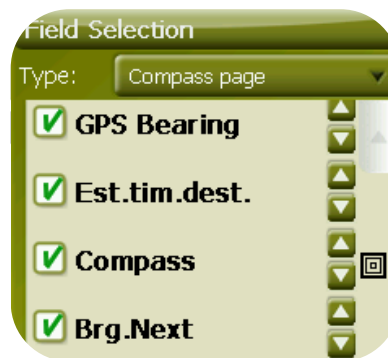 Field Selection
Type: Compass page
GPS Bearing
Est.tim.dest.
Compass
Brg.Next